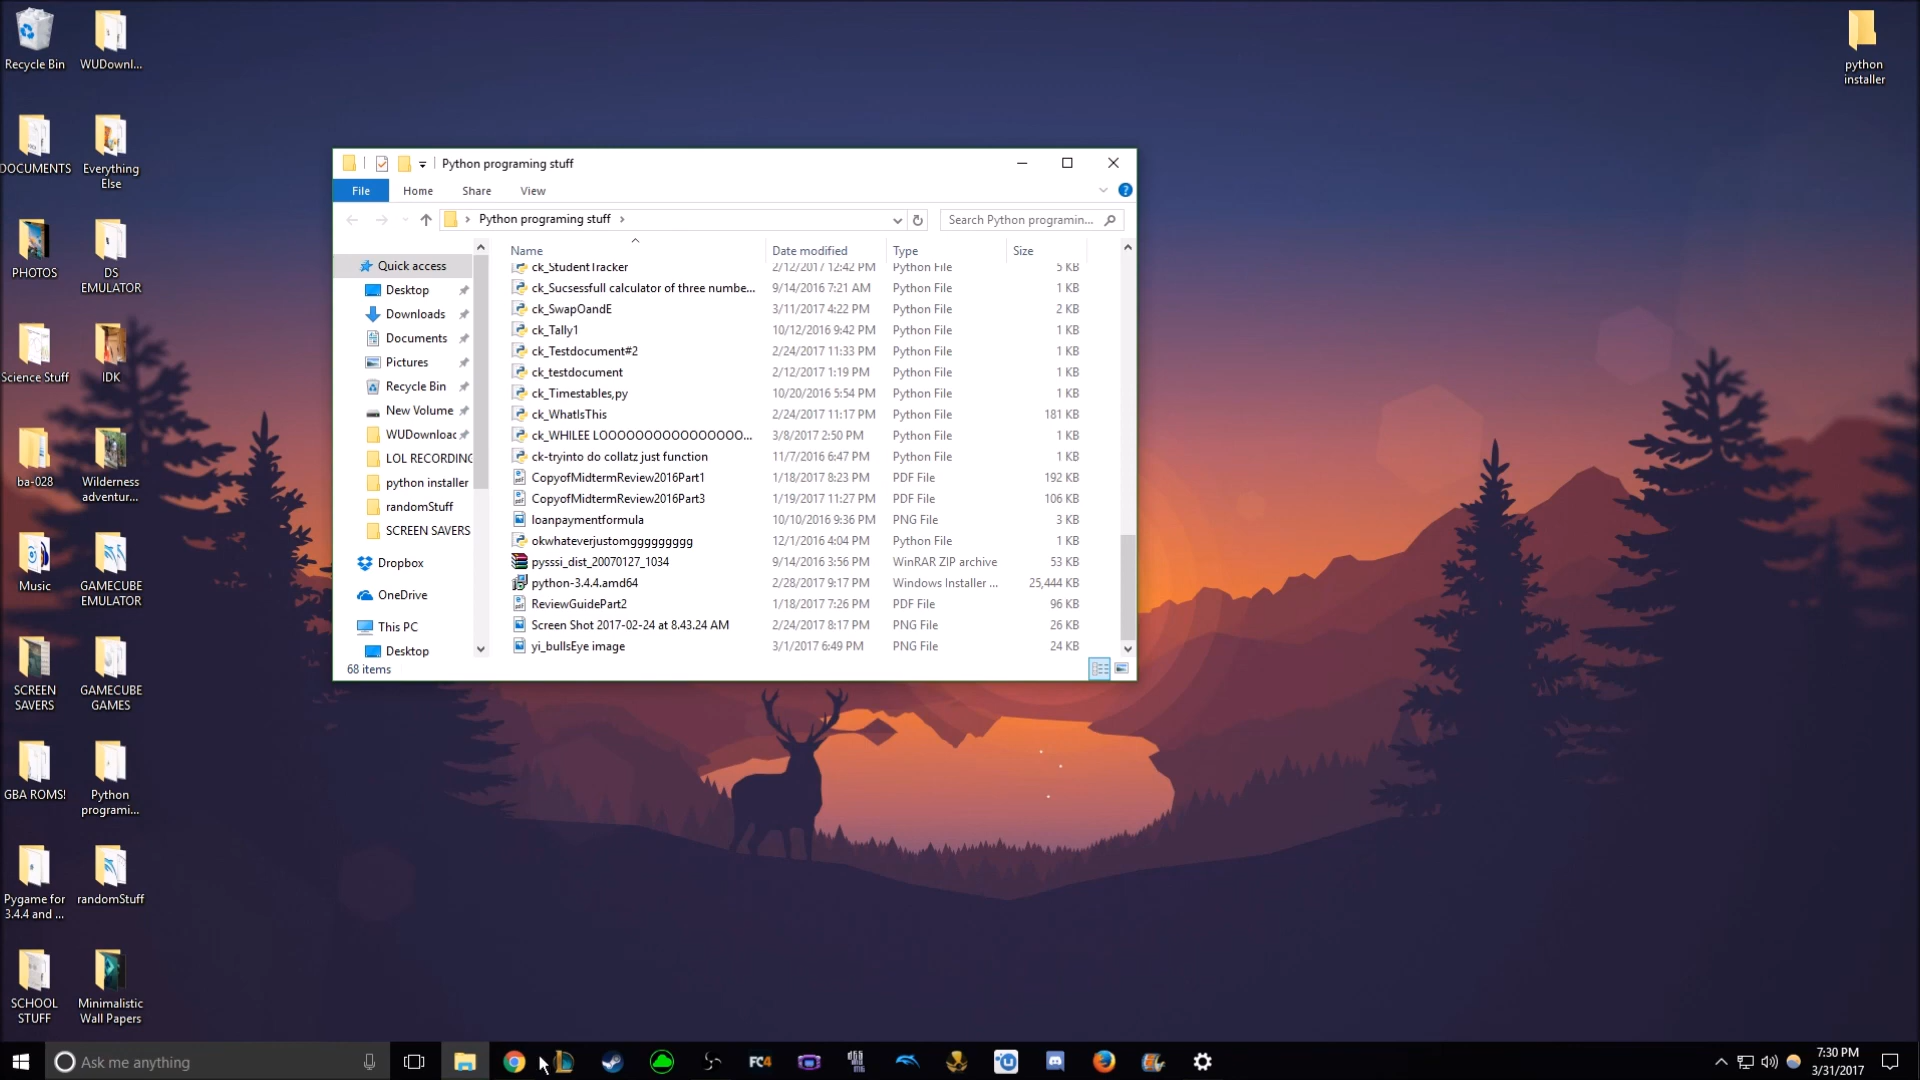 Recycle Bin
WUDownl...
python
installer
DOCUMENTS
Everything
Else
PHOTOS
DS
EMULATOR
Science Stuff
IDK
ba-028
Wilderness
adventur...
Music
GAMECUBE
EMULATOR
SCREEN
SAVERS
GAMECUBE
GAMES
GBA ROMS!
Python
programi...
Pygame for
3.4.4 and ...
randomStuff
SCHOOL
STUFF
Minimalistic
Wall Papers
Python programing stuff
File Home Share View
Python programing stuff
Search Python programin...
Quick access
Desktop
Downloads
Documents
Pictures
Recycle Bin
New Volume
WUDownloac
LOL RECORDING
python installer
randomStuff
SCREEN SAVERS
Dropbox
OneDrive
This PC
Desktop
Name Date modified Type Size
ck_StudentTracker 2/12/2017 12:42 PM Python File 5 KB
ck_Sucsessfull calculator of three numbe... 9/14/2016 7:21 AM Python File 1 KB
ck_SwapOandE 3/11/2017 4:22 PM Python File 2 KB
ck_Tally1 10/12/2016 9:42 PM Python File 1 KB
ck_Testdocument#2 2/24/2017 11:33 PM Python File 1 KB
ck_testdocument 2/12/2017 1:19 PM Python File 1 KB
ck_Timestables,py 10/20/2016 5:54 PM Python File 1 KB
ck_WhatIsThis 2/24/2017 11:17 PM Python File 181 KB
ck_WHILEE LOOOOOOOOOOOOOOOO... 3/8/2017 2:50 PM Python File 1 KB
ck-tryinto do collatz just function 11/7/2016 6:47 PM Python File 1 KB
CopyofMidtermReview2016Part1 1/18/2017 8:23 PM PDF File 192 KB
CopyofMidtermReview2016Part3 1/19/2017 11:27 PM PDF File 106 KB
loanpaymentformula 10/10/2016 9:36 PM PNG File 3 KB
okwhateverjustomggggggggg 12/1/2016 4:04 PM Python File 1 KB
pysssi_dist_20070127_1034 9/14/2016 3:56 PM WinRAR ZIP archive 53 KB
python-3.4.4.amd64 2/28/2017 9:17 PM Windows Installer ... 25,444 KB
ReviewGuidePart2 1/18/2017 7:26 PM PDF File 96 KB
Screen Shot 2017-02-24 at 8.43.24 AM 2/24/2017 8:17 PM PNG File 26 KB
yi_bullsEye image 3/1/2017 6:49 PM PNG File 24 KB
68 items
Ask me anything
FC4
7:30 PM
3/31/2017